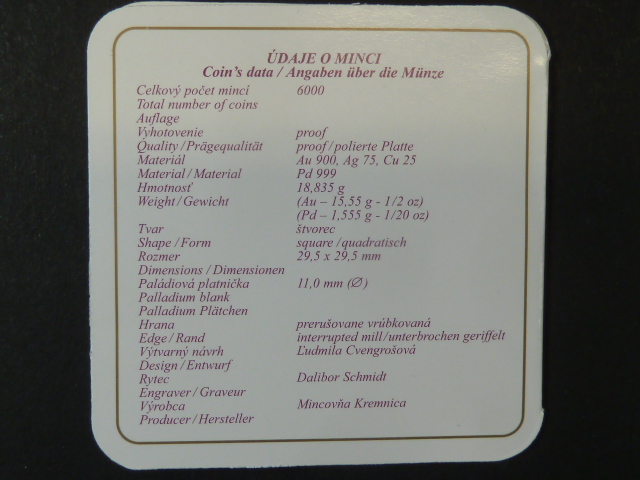 ÚDAJE O MINCI
Coin's data / Angaben über die Münze
Celkový počet mincí 6000
Total number of coins
Auflage
Vyhotovenie proof
Quality / Prägequalität proof / polierte Platte
Materiál Au 900, Ag 75, Cu 25
Material / Material Pd 999
Hmotnosť 18,835 g
Weight / Gewicht (Au – 15,55 g - 1/2 oz)
(Pd – 1,555 g - 1/20 oz)
Tvar štvorec
Shape / Form square / quadratisch
Rozmer 29,5 x 29,5 mm
Dimensions / Dimensionen
Paládiová platnička 11,0 mm (∅)
Palladium blank
Palladium Plätchen
Hrana prerušovane vrúbkovaná
Edge / Rand interrupted mill / unterbrochen geriffelt
Výtvarný návrh Ľudmila Cvengrošová
Design / Entwurf
Rytec Dalibor Schmidt
Engraver / Graveur
Výrobca Mincovňa Kremnica
Producer / Hersteller